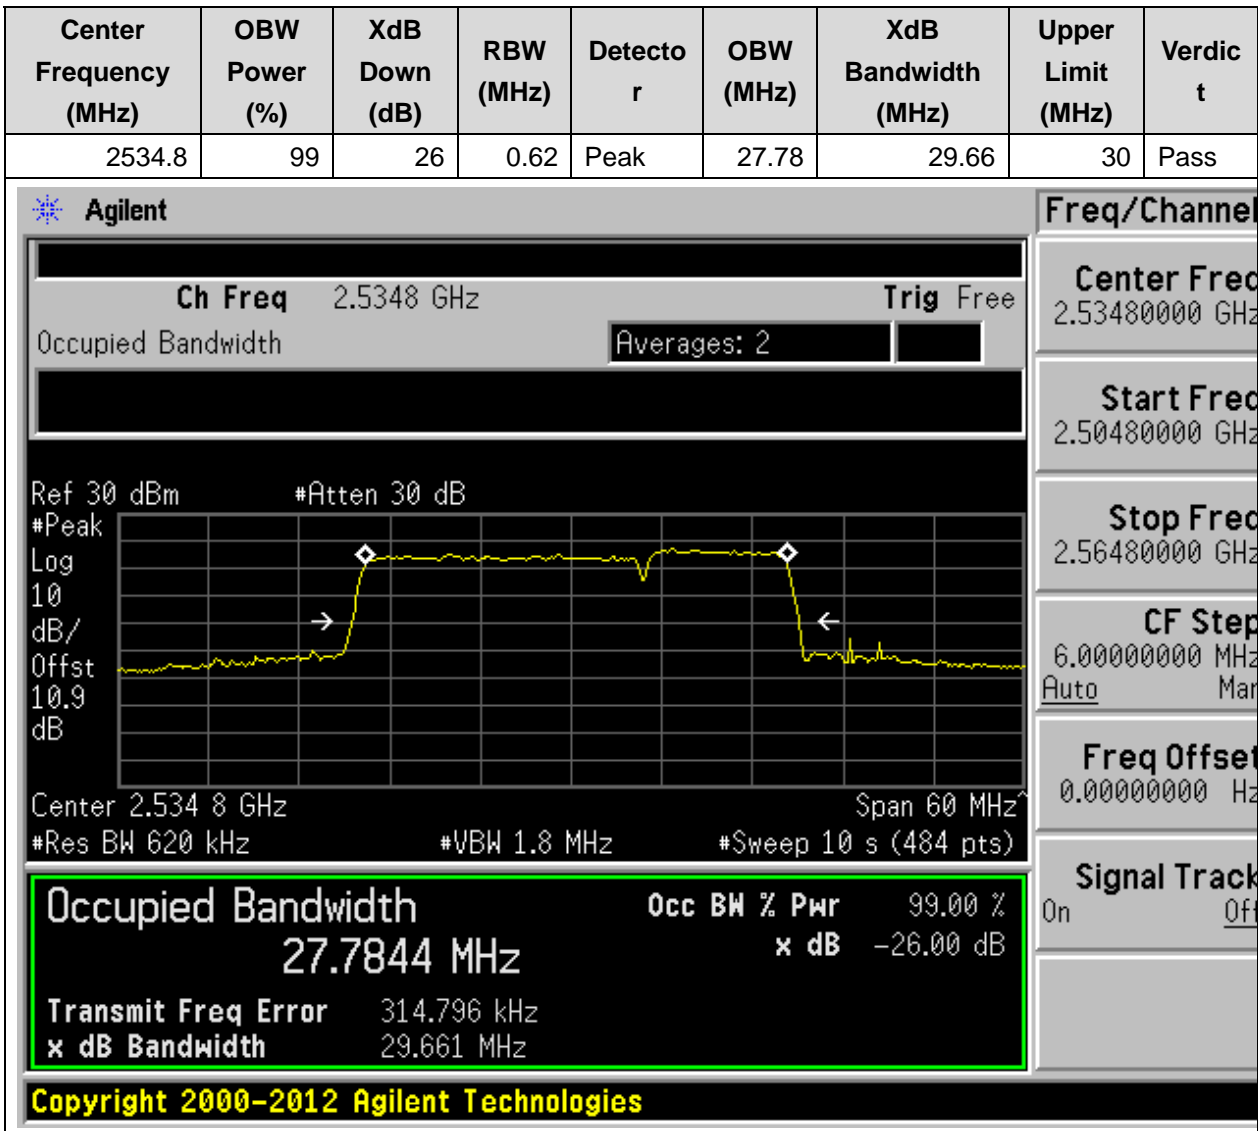 Center Frequency (MHz) OBW Power (%) XdB Down (dB) RBW (MHz) Detecto r OBW (MHz) XdB Bandwidth (MHz) Upper Limit (MHz) Verdic t
2534.8 99 26 0.62 Peak 27.78 29.66 30 Pass
Agilent
Ch Freq 2.5348 GHz Trig Free
Occupied Bandwidth Averages: 2
Ref 30 dBm #Atten 30 dB
#Peak
Log
10
dB/
Offst
10.9
dB
Center 2.534 8 GHz Span 60 MHz^
#Res BW 620 kHz #VBW 1.8 MHz #Sweep 10 s (484 pts)
Occupied Bandwidth Occ BW % Pwr 99.00 %
27.7844 MHz x dB -26.00 dB
Transmit Freq Error 314.796 kHz
x dB Bandwidth 29.661 MHz
Copyright 2000-2012 Agilent Technologies
Freq/Channel
Center Freq
2.53480000 GHz
Start Freq
2.50480000 GHz
Stop Freq
2.56480000 GHz
CF Step
6.00000000 MHz
Auto Man
Freq Offset
0.00000000 Hz
Signal Track
On Off